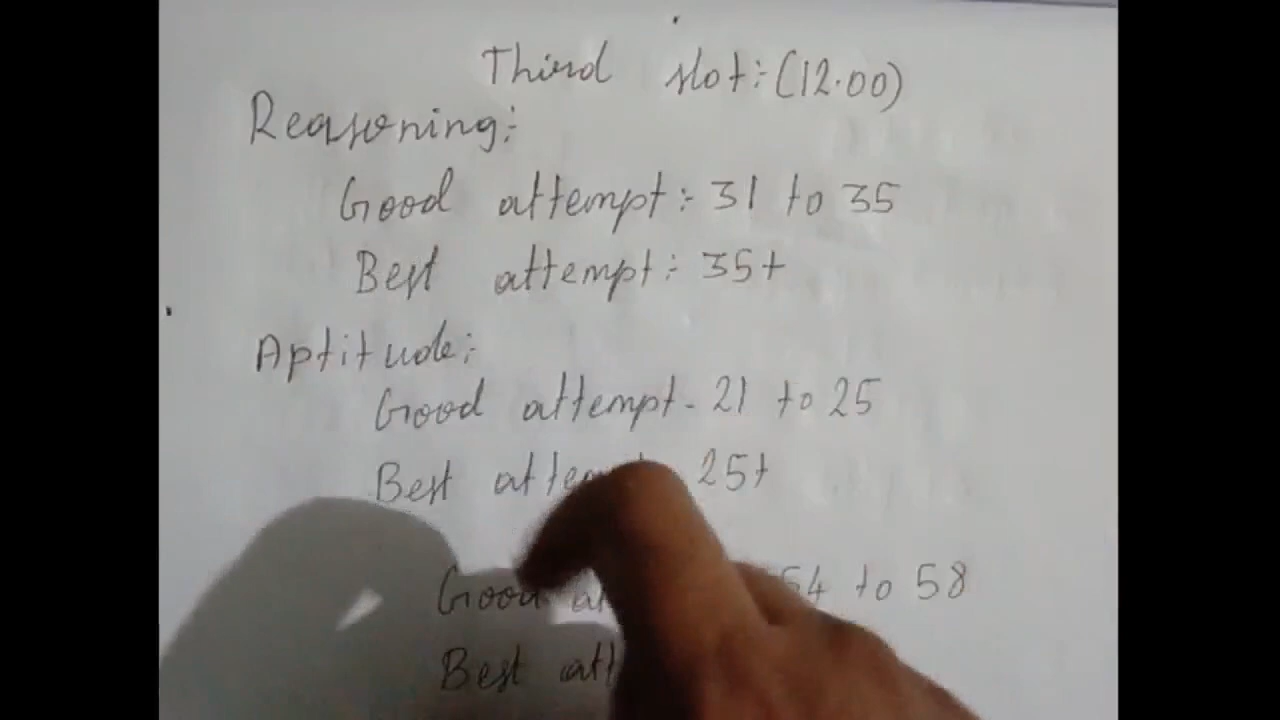 Third slot:-(12.00)
Reasoning:-
Good attempt:- 31 to 35
Best attempt:- 35+
Aptitude:-
Good attempt- 21 to 25
Best 25+
Good 54 to 58
Best